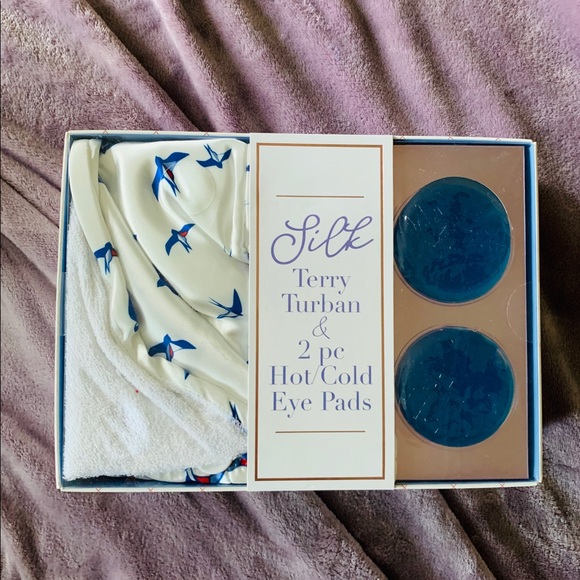 Silk
Terry
Turban
&
2 pc
Hot/Cold
Eye Pads